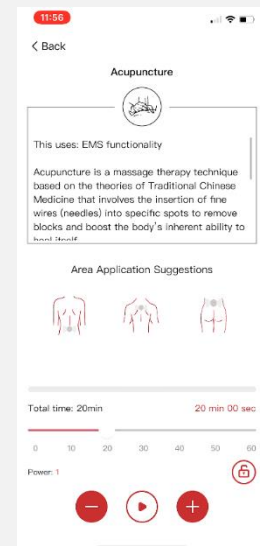 11:56
Back
Acupuncture
This uses: EMS functionality
Acupuncture is a massage therapy technique
based on the theories of Traditional Chinese
Medicine that involves the insertion of fine
wires (needles) into specific spots to remove
blocks and boost the body's inherent ability to
heal itself
Area Application Suggestions
Total time: 20min 20 min 00 sec
0 10 20 30 40 50 60
Power: 1